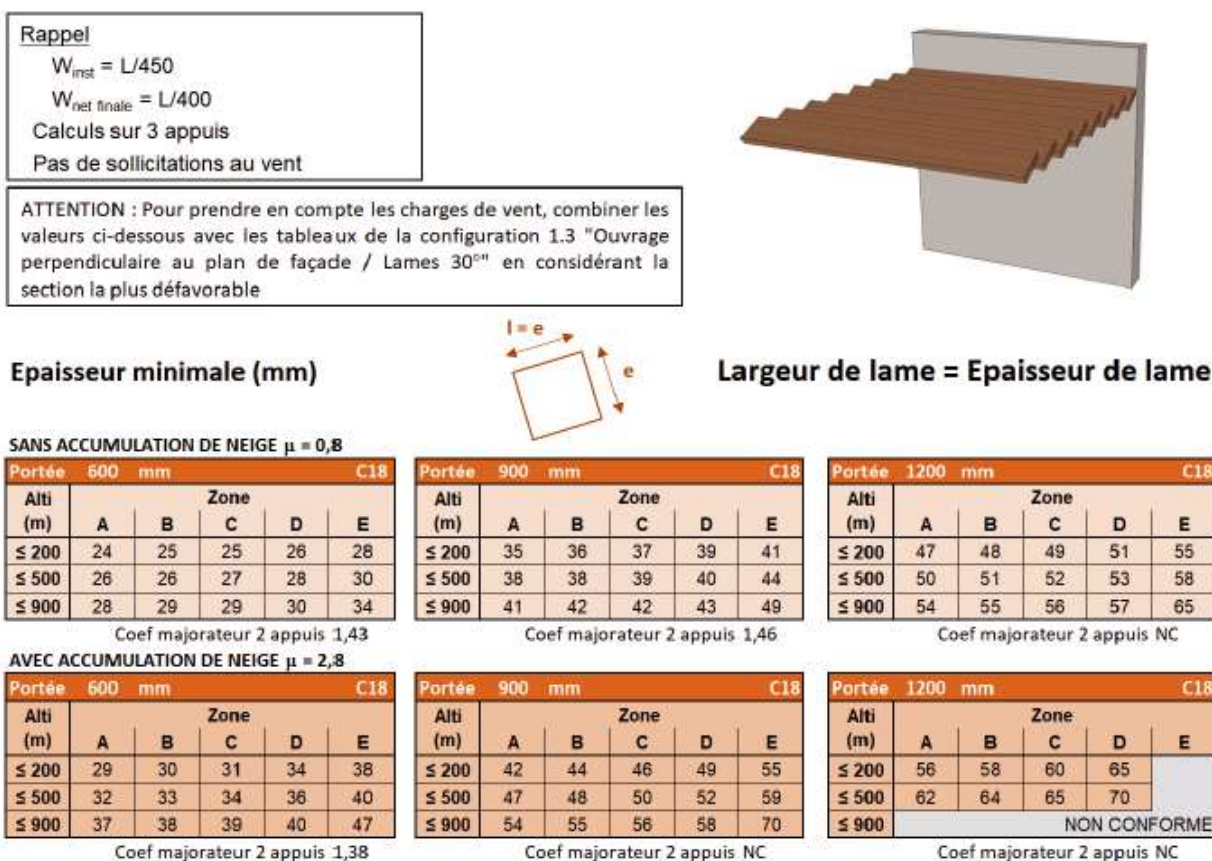 Rappel
Winst = L/450
Wnet finale = L/400
Calculs sur 3 appuis
Pas de sollicitations au vent
ATTENTION : Pour prendre en compte les charges de vent, combiner les
valeurs ci-dessous avec les tableaux de la configuration 1.3 "Ouvrage
perpendiculaire au plan de façade / Lames 30°" en considérant la
section la plus défavorable
l = e
e
Epaisseur minimale (mm)
Largeur de lame = Epaisseur de lame
SANS ACCUMULATION DE NEIGE µ = 0,8
Portée 600 mm C18
Alti Zone
(m) A B C D E
≤ 200 24 25 25 26 28
≤ 500 26 26 27 28 30
≤ 900 28 29 29 30 34
Coef majorateur 2 appuis 1,43
Portée 900 mm C18
Alti Zone
(m) A B C D E
≤ 200 35 36 37 39 41
≤ 500 38 38 39 40 44
≤ 900 41 42 42 43 49
Coef majorateur 2 appuis 1,46
Portée 1200 mm C18
Alti Zone
(m) A B C D E
≤ 200 47 48 49 51 55
≤ 500 50 51 52 53 58
≤ 900 54 55 56 57 65
Coef majorateur 2 appuis NC
AVEC ACCUMULATION DE NEIGE µ = 2,8
Portée 600 mm C18
Alti Zone
(m) A B C D E
≤ 200 29 30 31 34 38
≤ 500 32 33 34 36 40
≤ 900 37 38 39 40 47
Coef majorateur 2 appuis 1,38
Portée 900 mm C18
Alti Zone
(m) A B C D E
≤ 200 42 44 46 49 55
≤ 500 47 48 50 52 59
≤ 900 54 55 56 58 70
Coef majorateur 2 appuis NC
Portée 1200 mm C18
Alti Zone
(m) A B C D E
≤ 200 56 58 60 65
≤ 500 62 64 65 70
≤ 900 NON CONFORME
Coef majorateur 2 appuis NC